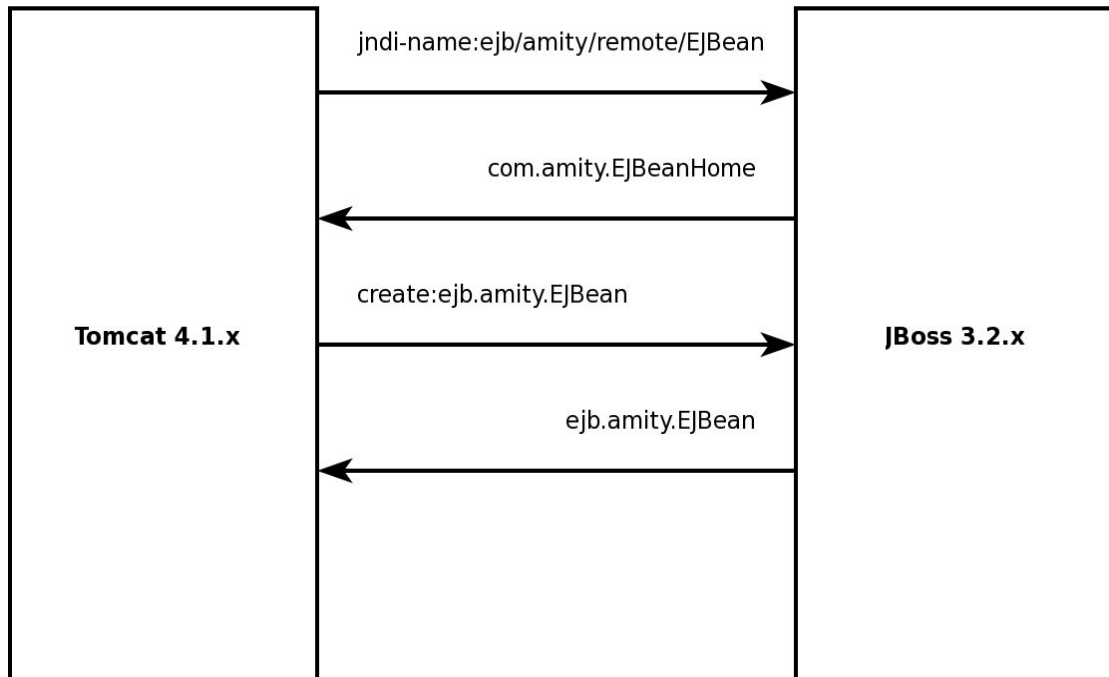 jndi-name:ejb/amity/remote/EJBean
com.amity.EJBeanHome
create:ejb.amity.EJBean
Tomcat 4.1.x
JBoss 3.2.x
ejb.amity.EJBean